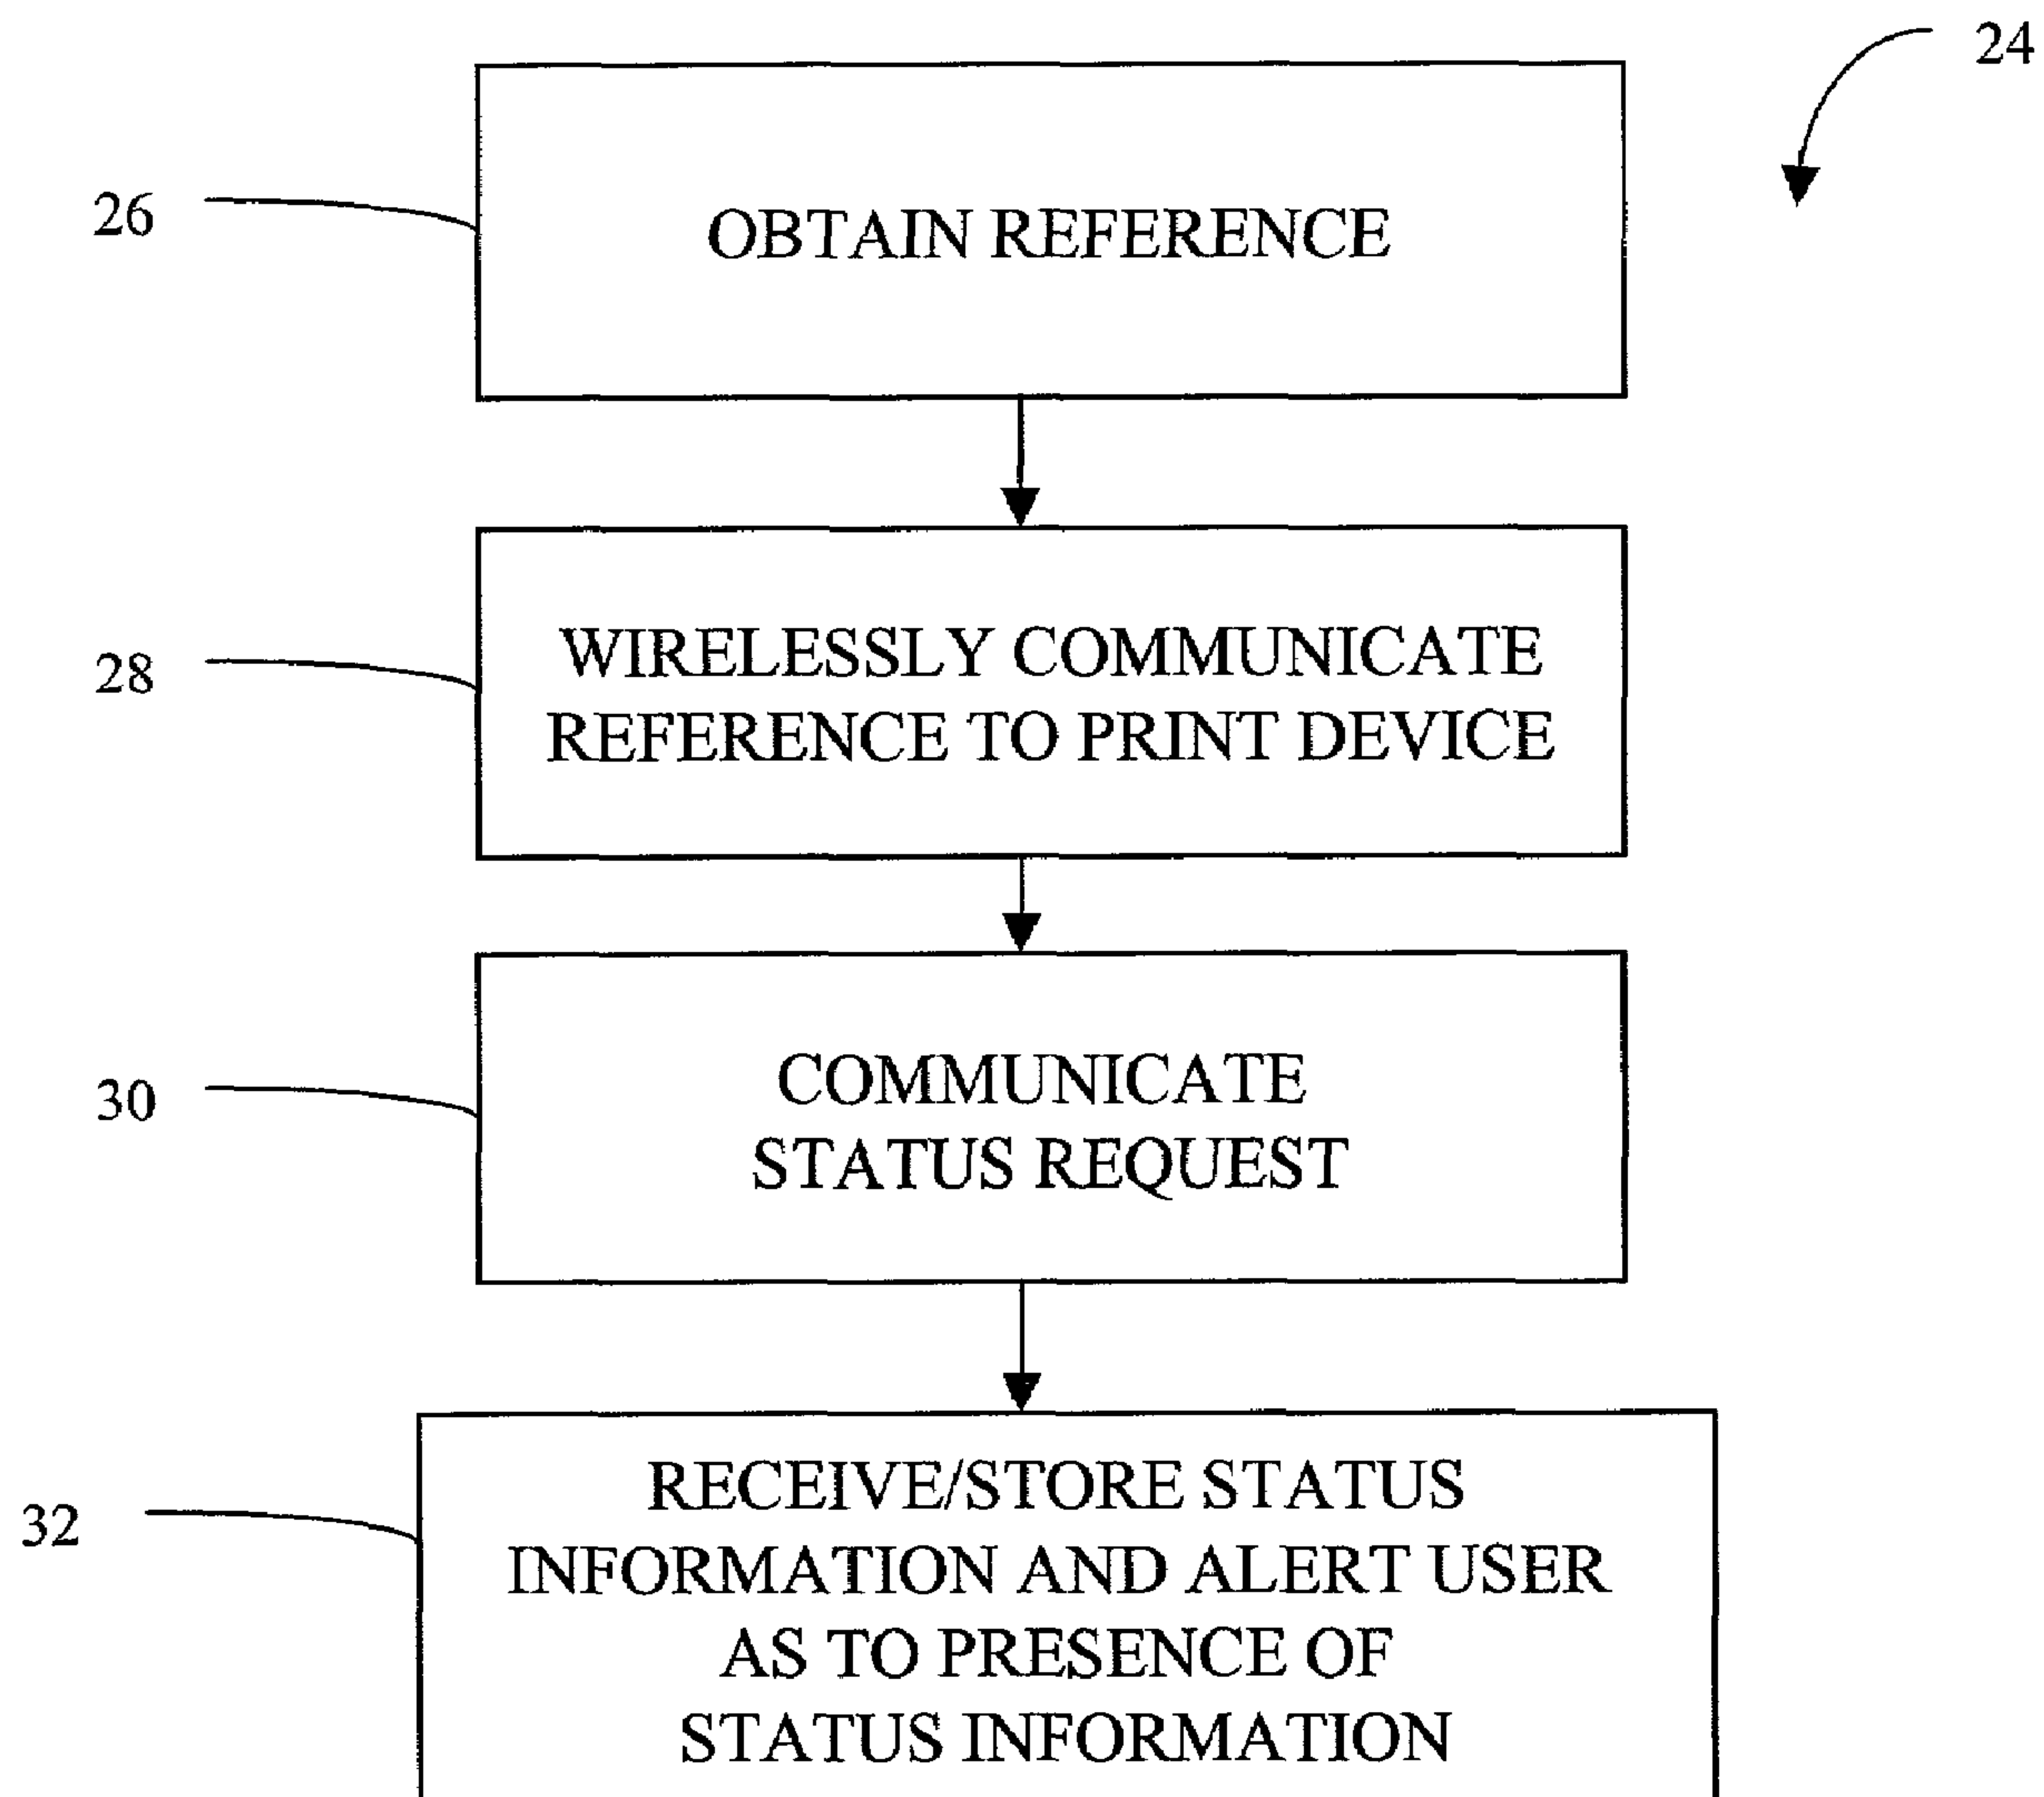 24
26
OBTAIN REFERENCE
28
WIRELESSLY COMMUNICATE
REFERENCE TO PRINT DEVICE
30
COMMUNICATE
STATUS REQUEST
32
RECEIVE/STORE STATUS
INFORMATION AND ALERT USER
AS TO PRESENCE OF
STATUS INFORMATION